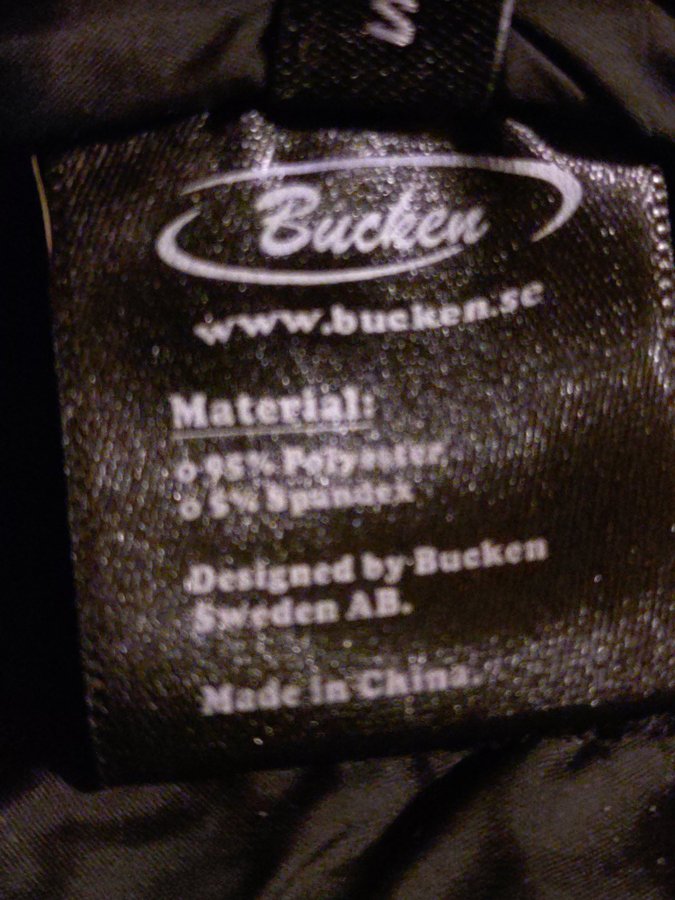 S
Bucken
www.bucken.se
Material:
o 95% Polyester
o 5% Spandex
Designed by Bucken
Sweden AB.
Made in China.